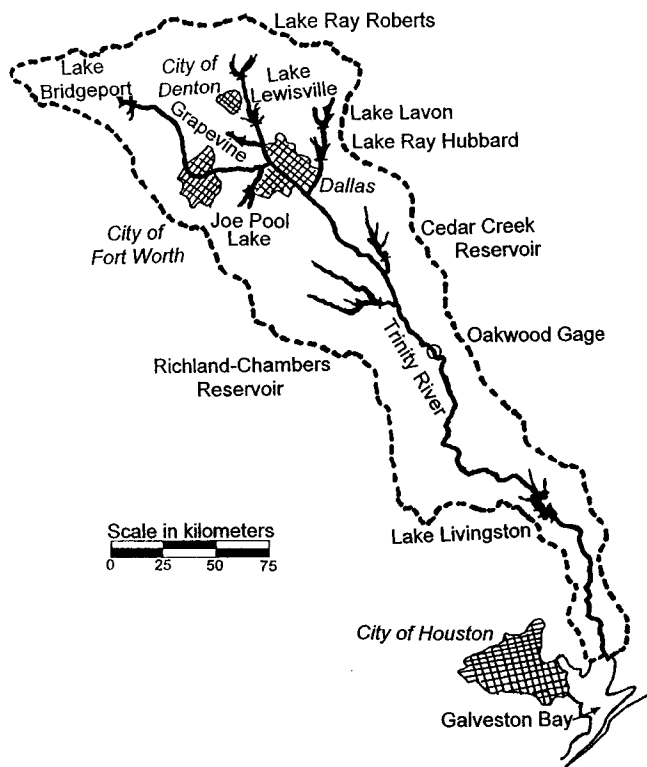 Lake Ray Roberts
Lake
Bridgeport
City of
Denton
Lake
Lewisville
Grapevine
Lake Lavon
Lake Ray Hubbard
Dallas
Joe Pool
Lake
City of
Fort Worth
Cedar Creek
Reservoir
Oakwood Gage
Trinity River
Richland-Chambers
Reservoir
Lake Livingston
Scale in kilometers
0 25 50 75
City of Houston
Galveston Bay